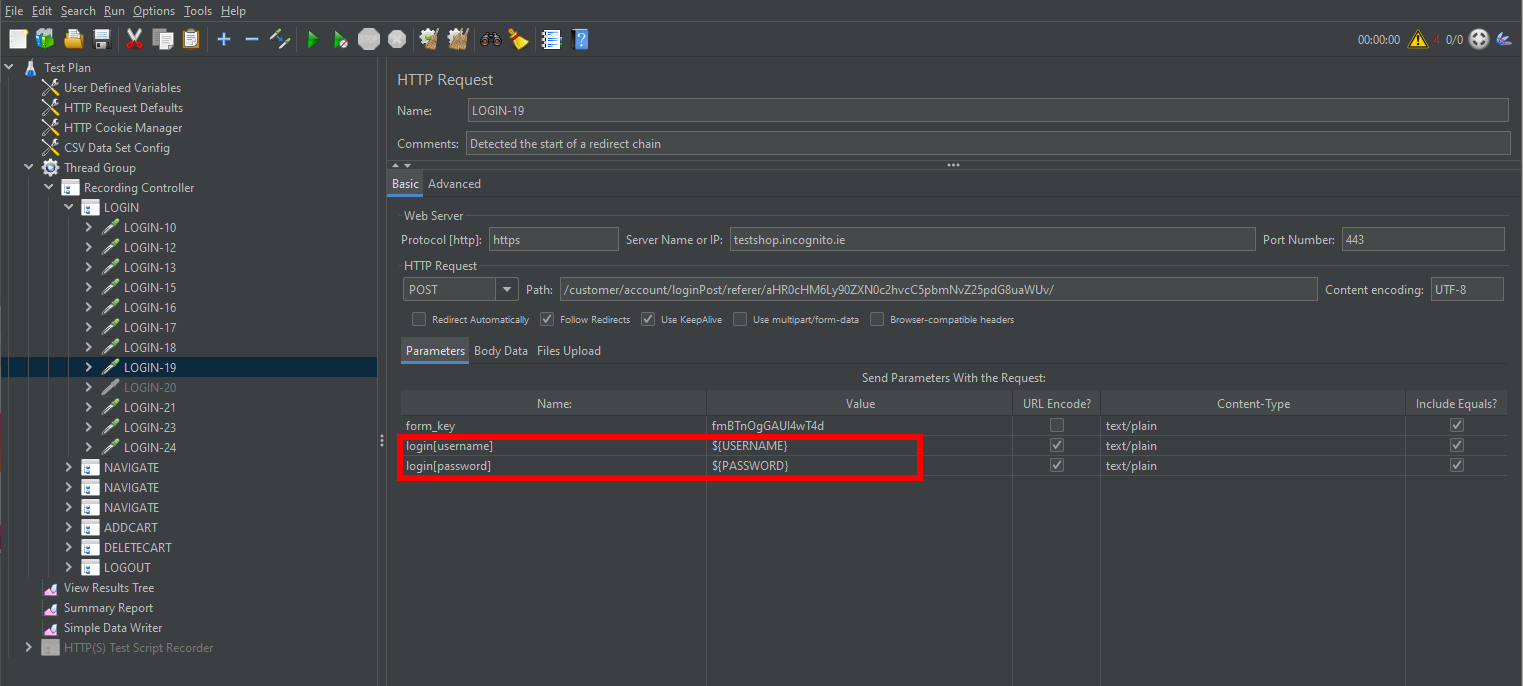 File Edit Search Run Options Tools Help
00:00:00 4 0/0
Test Plan
User Defined Variables
HTTP Request Defaults
HTTP Cookie Manager
CSV Data Set Config
Thread Group
Recording Controller
LOGIN
LOGIN-10
LOGIN-12
LOGIN-13
LOGIN-15
LOGIN-16
LOGIN-17
LOGIN-18
LOGIN-19
LOGIN-20
LOGIN-21
LOGIN-23
LOGIN-24
NAVIGATE
NAVIGATE
NAVIGATE
ADDCART
DELETECART
LOGOUT
View Results Tree
Summary Report
Simple Data Writer
HTTP(S) Test Script Recorder
HTTP Request
Name: LOGIN-19
Comments: Detected the start of a redirect chain
Basic Advanced
Web Server
Protocol [http]: https Server Name or IP: testshop.incognito.ie Port Number: 443
HTTP Request
POST Path: /customer/account/loginPost/referer/aHR0cHM6Ly90ZXN0c2hvcC5pbmNvZ25pdG8uaWUv/ Content encoding: UTF-8
Redirect Automatically Follow Redirects Use KeepAlive Use multipart/form-data Browser-compatible headers
Parameters Body Data Files Upload
Send Parameters With the Request:
Name: Value URL Encode? Content-Type Include Equals?
form_key fmBTnOgGAUl4wT4d text/plain
login[username] ${USERNAME} text/plain
login[password] ${PASSWORD} text/plain